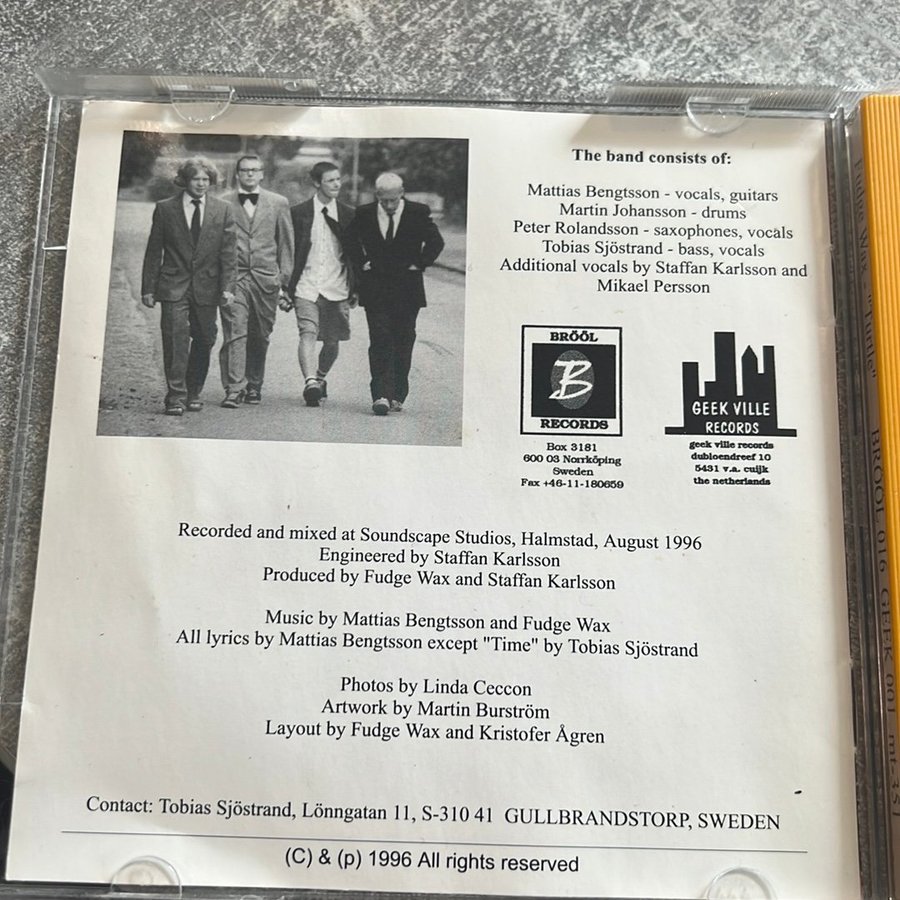 The band consists of:
Mattias Bengtsson - vocals, guitars
Martin Johansson - drums
Peter Rolandsson - saxophones, vocals
Tobias Sjöstrand - bass, vocals
Additional vocals by Staffan Karlsson and
Mikael Persson
BRÖÖL
B
RECORDS
Box 3181
600 03 Norrköping
Sweden
Fax +46-11-180659
GEEK VILLE
RECORDS
geek ville records
dubloendreef 10
5431 v.a. cuijk
the netherlands
Recorded and mixed at Soundscape Studios, Halmstad, August 1996
Engineered by Staffan Karlsson
Produced by Fudge Wax and Staffan Karlsson
Music by Mattias Bengtsson and Fudge Wax
All lyrics by Mattias Bengtsson except "Time" by Tobias Sjöstrand
Photos by Linda Ceccon
Artwork by Martin Burström
Layout by Fudge Wax and Kristofer Ågren
Contact: Tobias Sjöstrand, Lönngatan 11, S-310 41 GULLBRANDSTORP, SWEDEN
(C) & (p) 1996 All rights reserved
Fudge Wax
BRÖÖL 016 GEEK 001